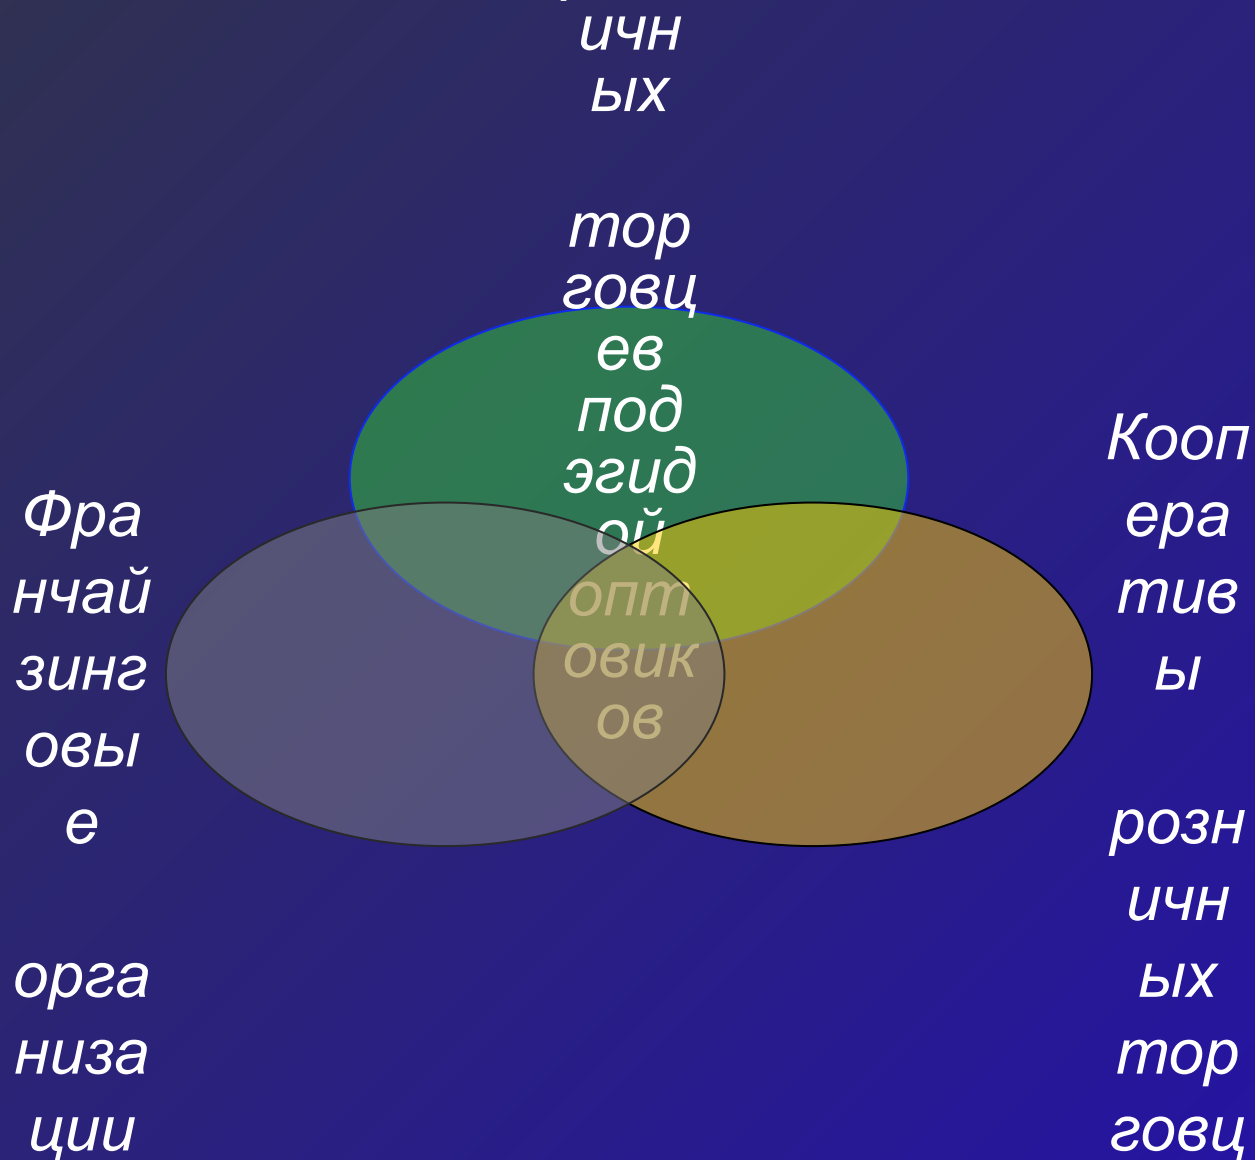 ичн
ых
тор
говц
ев
под
эгид
ой
опт
овик
ов
Фра
нчай
зинг
овы
е
орга
низа
ции
Кооп
ера
тив
ы
розн
ичн
ых
тор
говц